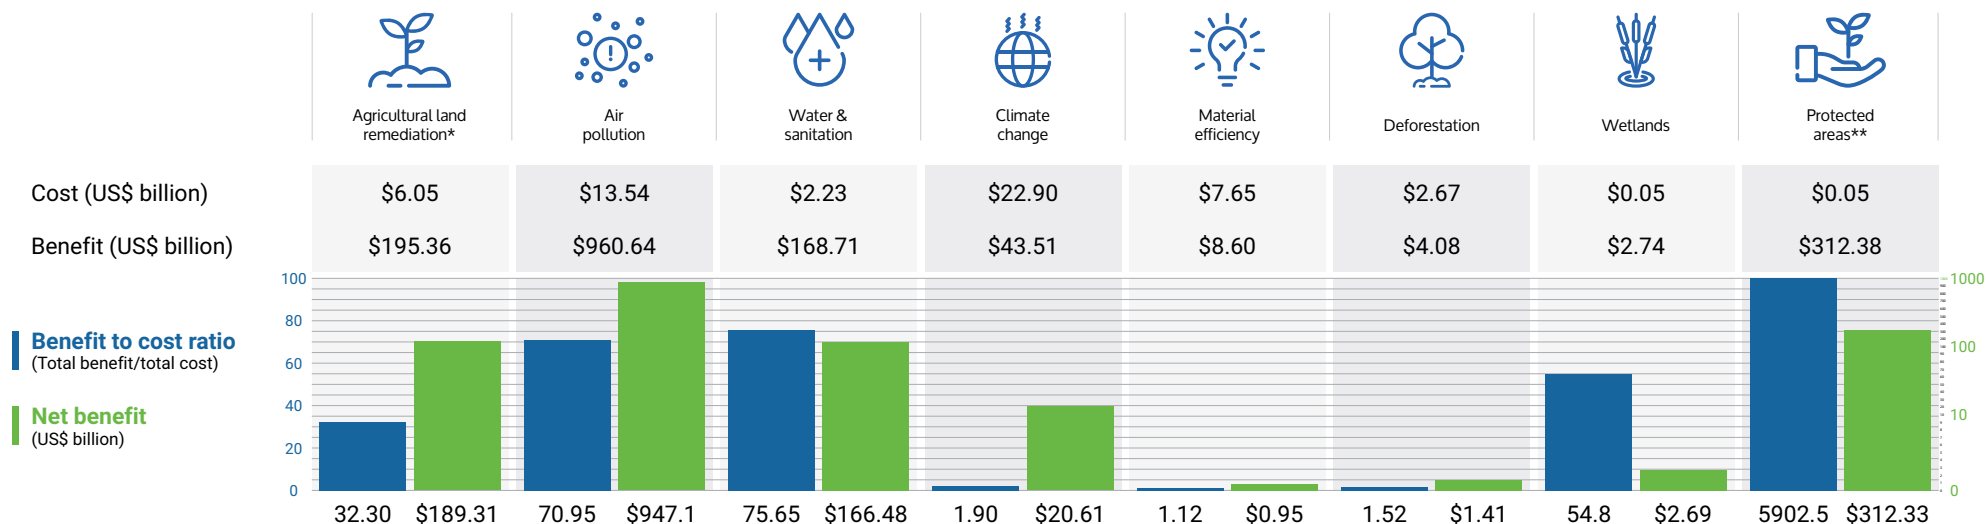 Agricultural land
remediation*
Air
pollution
Water &
sanitation
Climate
change
Material
efficiency
Deforestation
Wetlands
Protected
areas**
Cost (US$ billion) $6.05 $13.54 $2.23 $22.90 $7.65 $2.67 $0.05 $0.05
Benefit (US$ billion) $195.36 $960.64 $168.71 $43.51 $8.60 $4.08 $2.74 $312.38
Benefit to cost ratio
(Total benefit/total cost)
Net benefit
(US$ billion)
100
80
60
40
20
0
1000
100
10
0
32.30 $189.31 70.95 $947.1 75.65 $166.48 1.90 $20.61 1.12 $0.95 1.52 $1.41 54.8 $2.69 5902.5 $312.33